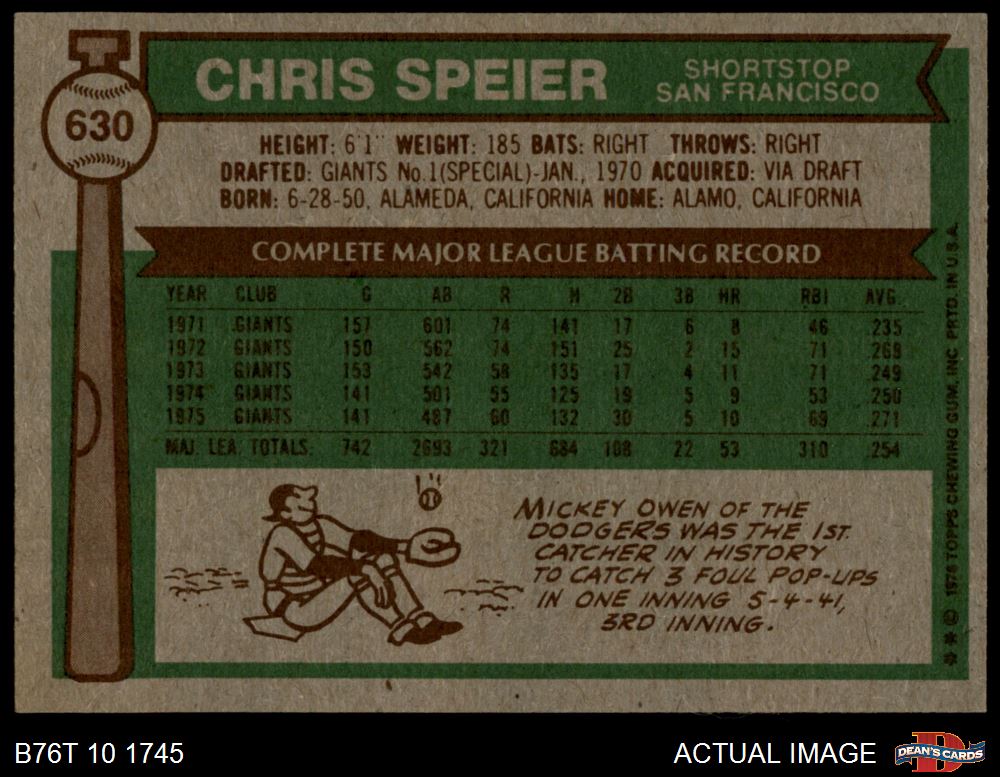 630
CHRIS SPEIER
SHORTSTOP
SAN FRANCISCO
HEIGHT: 6'1" WEIGHT: 185 BATS: RIGHT THROWS: RIGHT
DRAFTED: GIANTS No.1(SPECIAL)-JAN., 1970 ACQUIRED: VIA DRAFT
BORN: 6-28-50, ALAMEDA, CALIFORNIA HOME: ALAMO, CALIFORNIA
COMPLETE MAJOR LEAGUE BATTING RECORD
YEAR CLUB G AB R H 2B 3B HR RBI AVG.
1971 GIANTS 157 601 74 141 17 6 8 46 .235
1972 GIANTS 150 562 74 151 25 2 15 71 .269
1973 GIANTS 153 542 58 135 17 4 11 71 .249
1974 GIANTS 141 501 55 125 19 5 9 53 .250
1975 GIANTS 141 487 60 132 30 5 10 69 .271
MAJ. LEA. TOTALS: 742 2693 321 684 108 22 53 310 .254
MICKEY OWEN OF THE
DODGERS WAS THE 1ST.
CATCHER IN HISTORY
TO CATCH 3 FOUL POP-UPS
IN ONE INNING 5-4-41,
3RD INNING.
** © 1976 TOPPS CHEWING GUM, INC. PRTD. IN U.S.A.
B76T 10 1745
ACTUAL IMAGE
DEAN'S CARDS